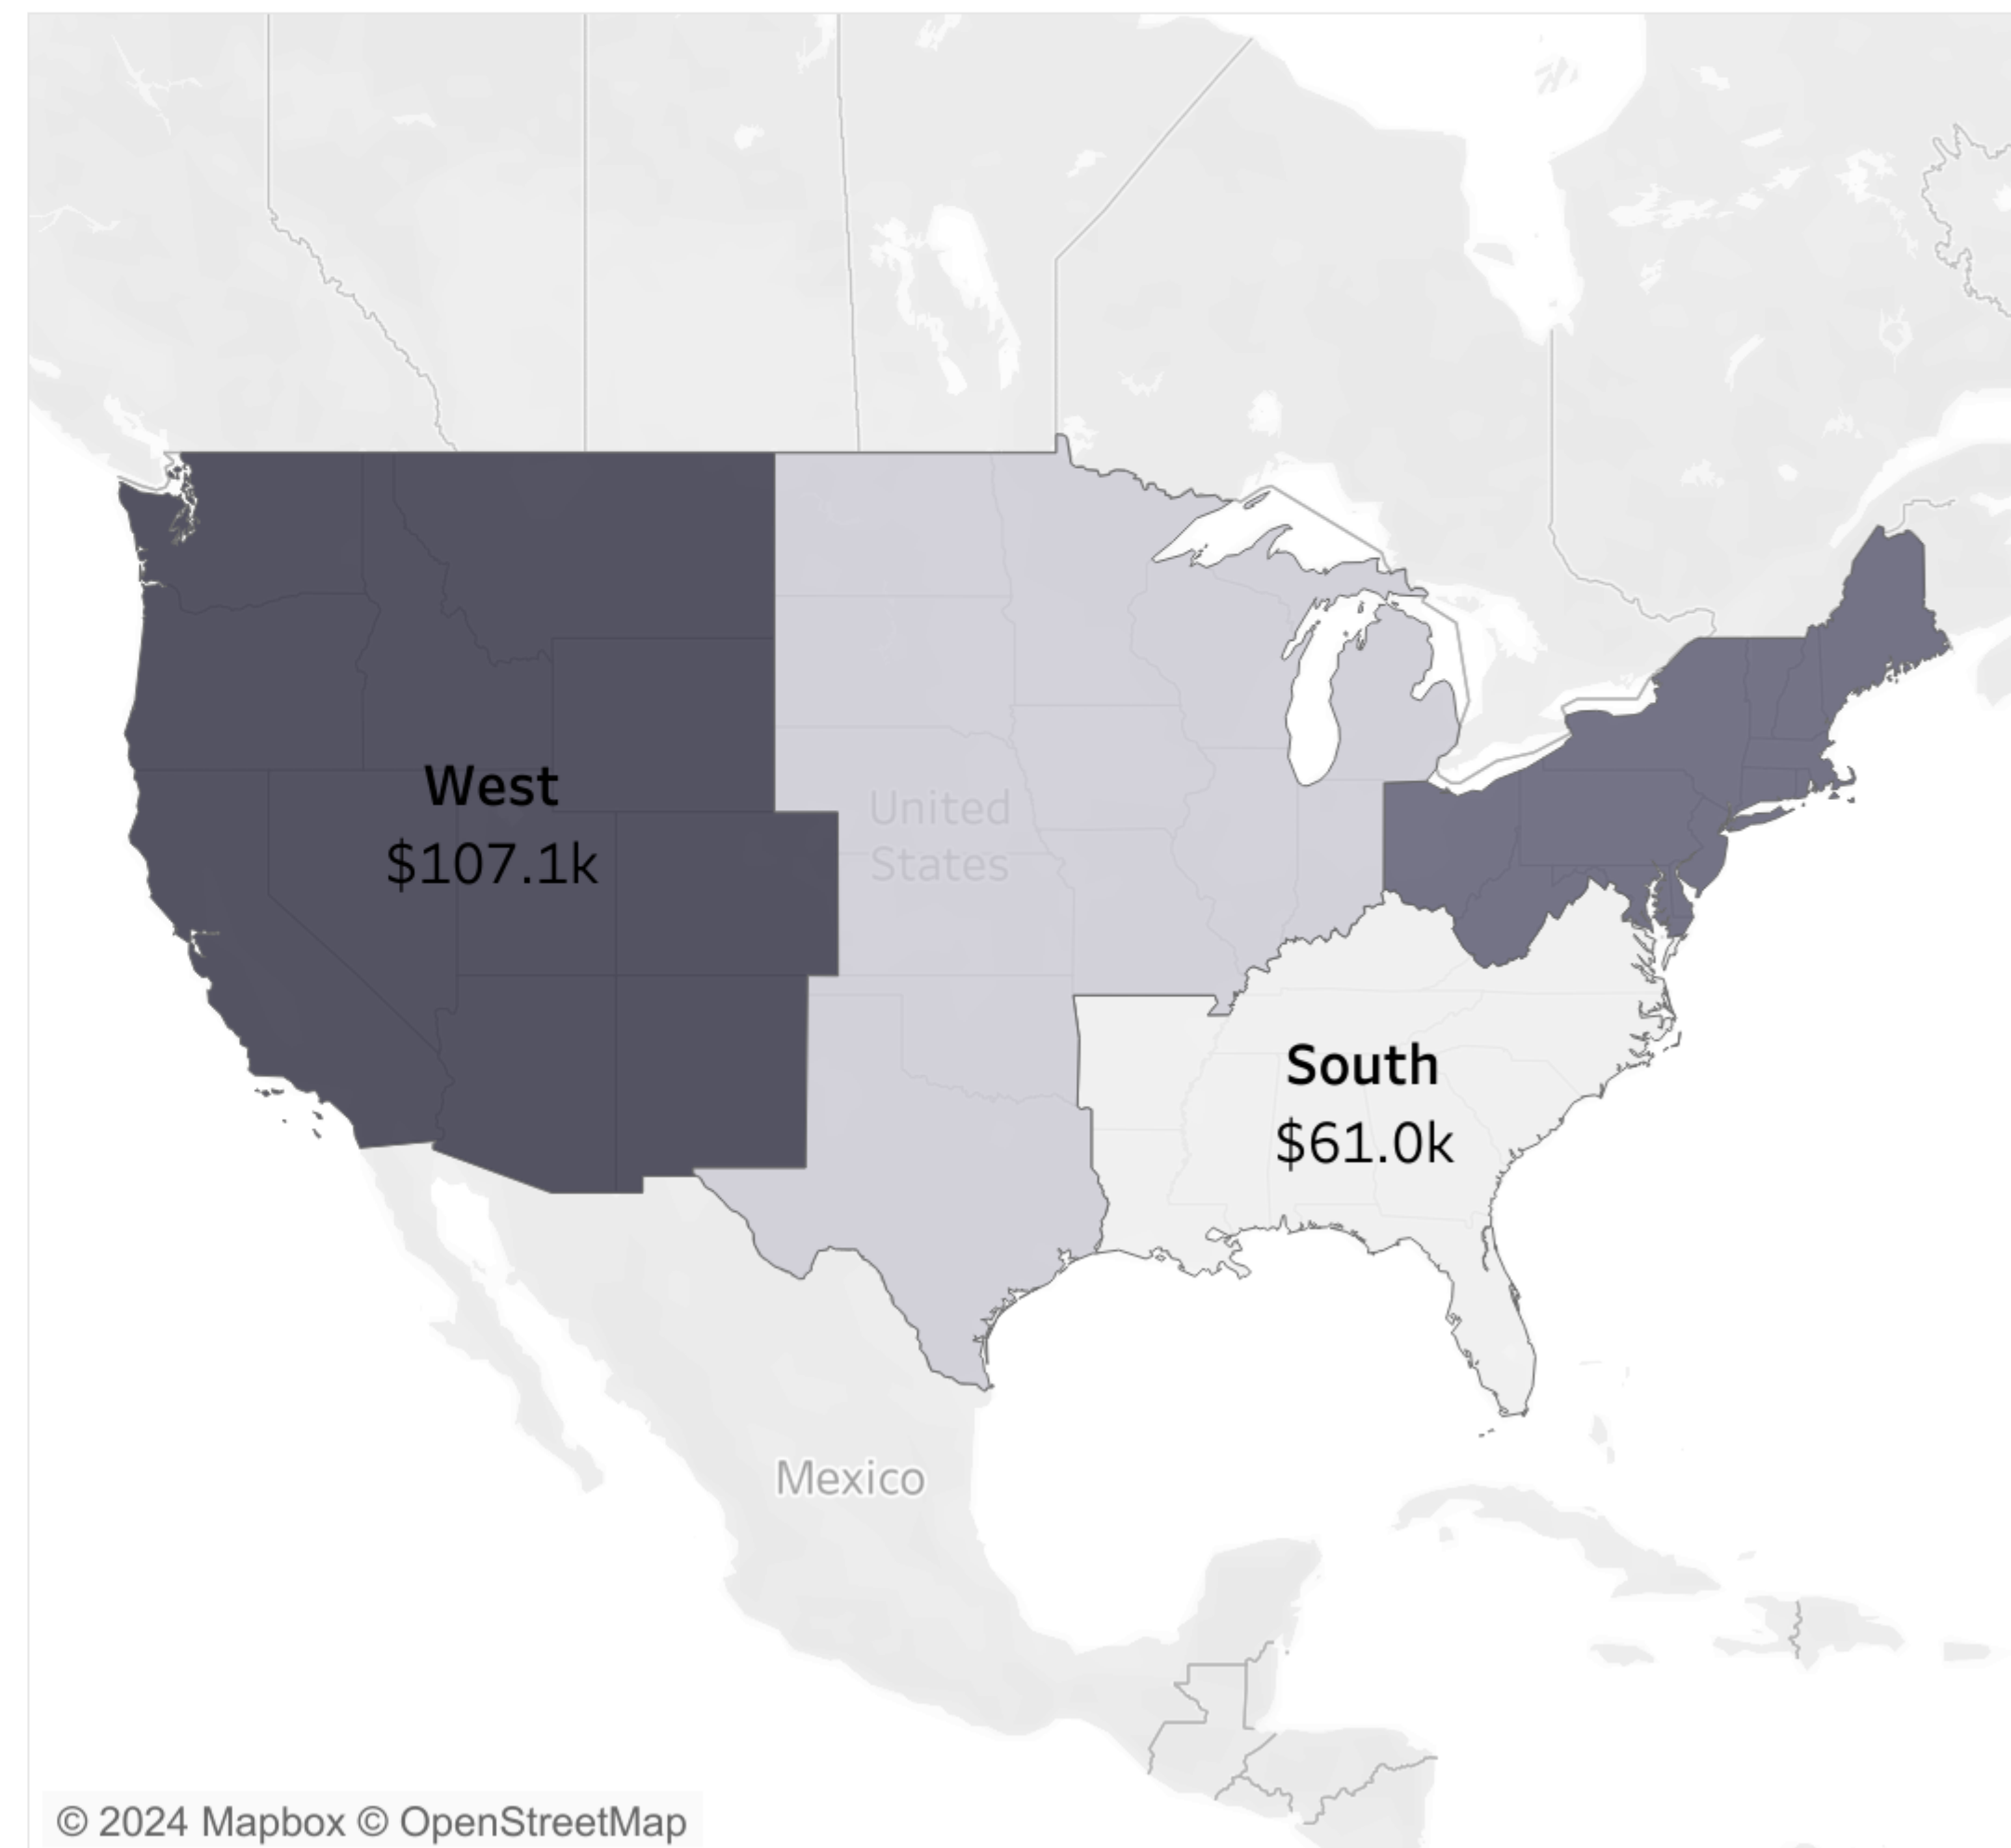 West
$107.1k
United
States
South
$61.0k
Mexico
© 2024 Mapbox © OpenStreetMap